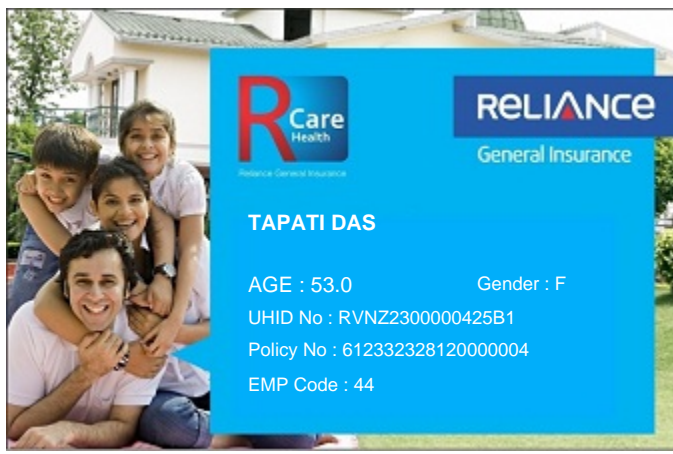 R Care
Health
Reliance General Insurance
RELIANCE
General Insurance
TAPATI DAS
AGE : 53.0 Gender : F
UHID No : RVNZ2300000425B1
Policy No : 612332328120000004
EMP Code : 44